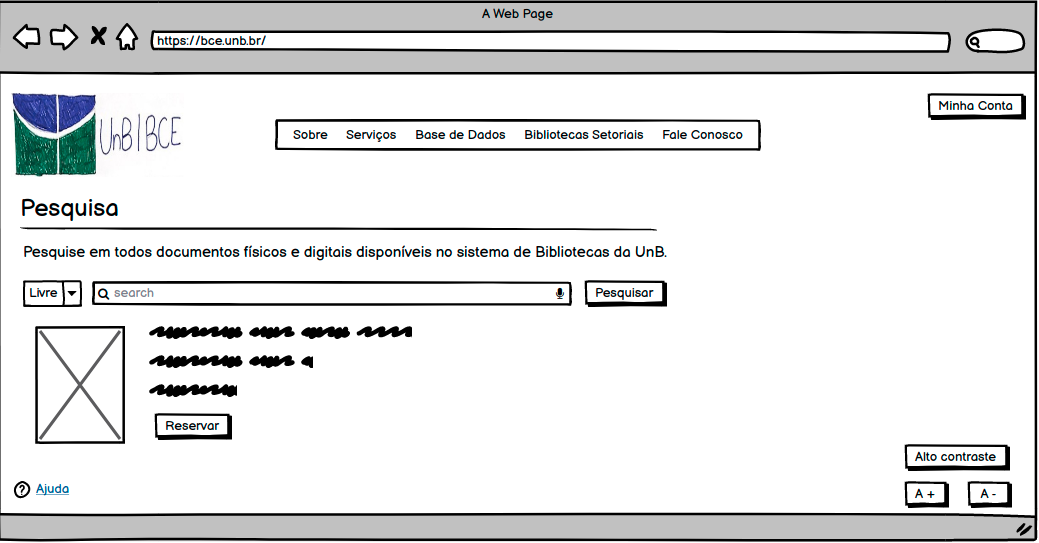 A Web Page
https://bce.unb.br/
Minha Conta
UnB|BCE
Sobre Serviços Base de Dados Bibliotecas Setoriais Fale Conosco
Pesquisa
Pesquise em todos documentos físicos e digitais disponíveis no sistema de Bibliotecas da UnB.
Livre search Pesquisar
Reservar
Alto contraste
Ajuda
A + A -